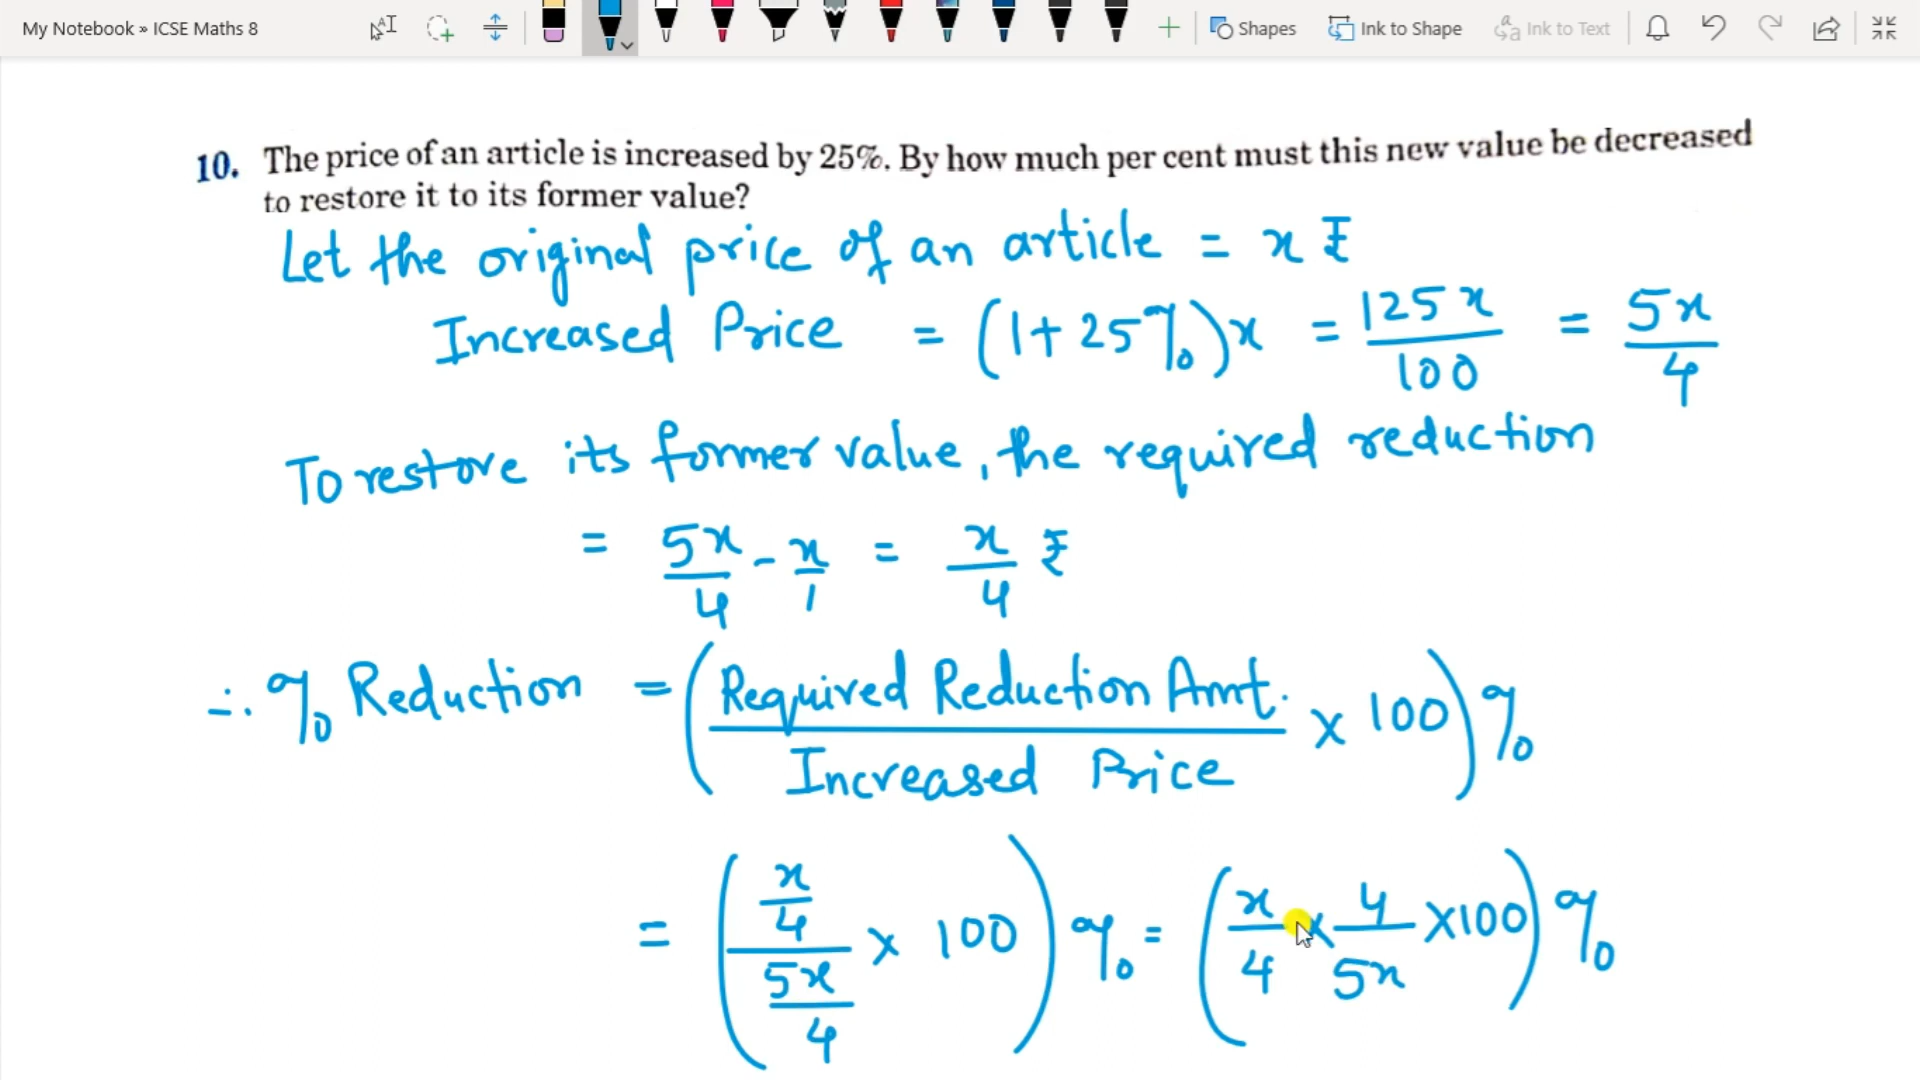 My Notebook » ICSE Maths 8 Shapes Ink to Shape Ink to Text
10. The price of an article is increased by 25%. By how much per cent must this new value be decreased
to restore it to its former value?
Let the original price of an article = x ₹
Increased Price = (1 + 25%)x = 125x/100 = 5x/4
To restore its former value, the required reduction
= 5x/4 - x/1 = x/4 ₹
∴ % Reduction = (Required Reduction Amt. / Increased Price × 100)%
= ((x/4)/(5x/4) × 100)% = (x/4 × 4/5x × 100)%